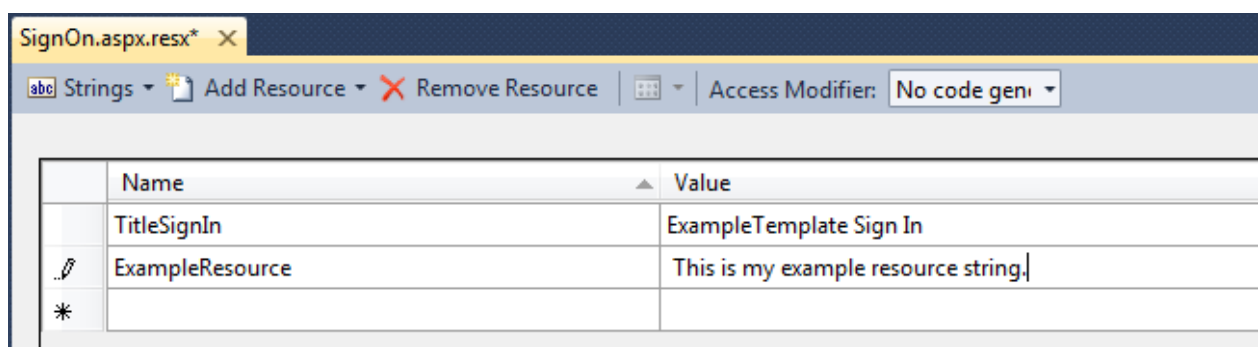 SignOn.aspx.resx*
abc Strings Add Resource Remove Resource Access Modifier: No code gen
Name Value
TitleSignIn ExampleTemplate Sign In
ExampleResource This is my example resource string.